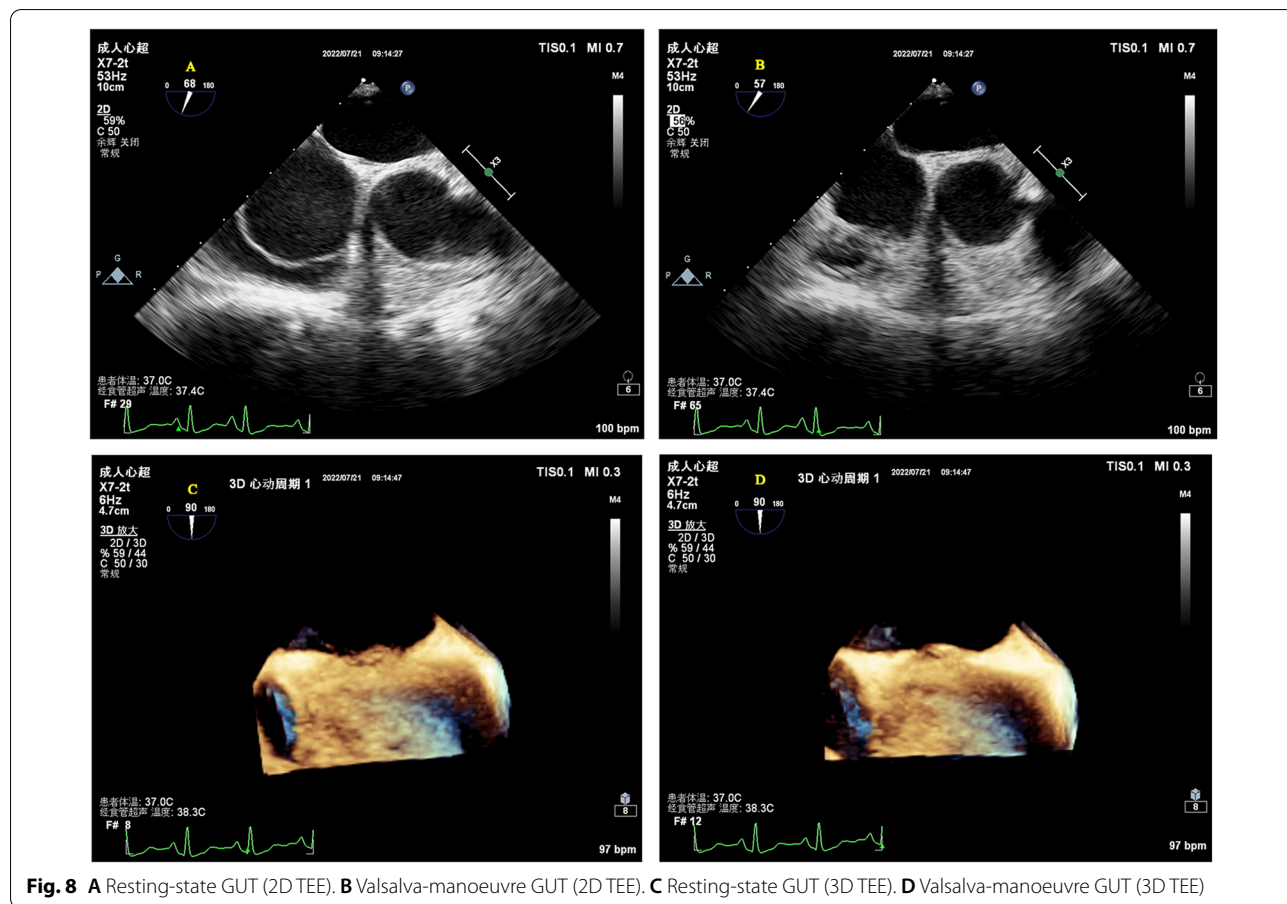 成人心超
X7-2t
53Hz
10cm
A
0 68 180
2022/07/21 09:14:27
TIS0.1 MI 0.7
M4
P
2D
59%
C 50
余辉 关闭
常规
X3
G
P R
患者体温: 37.0C
经食管超声 温度: 37.4C
F# 29
6
100 bpm
成人心超
X7-2t
53Hz
10cm
B
0 57 180
2022/07/21 09:14:27
TIS0.1 MI 0.7
M4
P
2D
56%
C 50
余辉 关闭
常规
X3
G
P R
患者体温: 37.0C
经食管超声 温度: 37.4C
F# 65
6
100 bpm
成人心超
X7-2t
6Hz
4.7cm
C
0 90 180
3D 心动周期 1
2022/07/21 09:14:47
TIS0.1 MI 0.3
M4
3D 放大
2D / 3D
% 59 / 44
C 50 / 30
常规
患者体温: 37.0C
经食管超声 温度: 38.3C
F# 8
8
97 bpm
成人心超
X7-2t
6Hz
4.7cm
D
0 90 180
3D 心动周期 1
2022/07/21 09:14:47
TIS0.1 MI 0.3
M4
3D 放大
2D / 3D
% 59 / 44
C 50 / 30
常规
患者体温: 37.0C
经食管超声 温度: 38.3C
F# 12
8
97 bpm
Fig. 8 A Resting-state GUT (2D TEE). B Valsalva-manoeuvre GUT (2D TEE). C Resting-state GUT (3D TEE). D Valsalva-manoeuvre GUT (3D TEE)